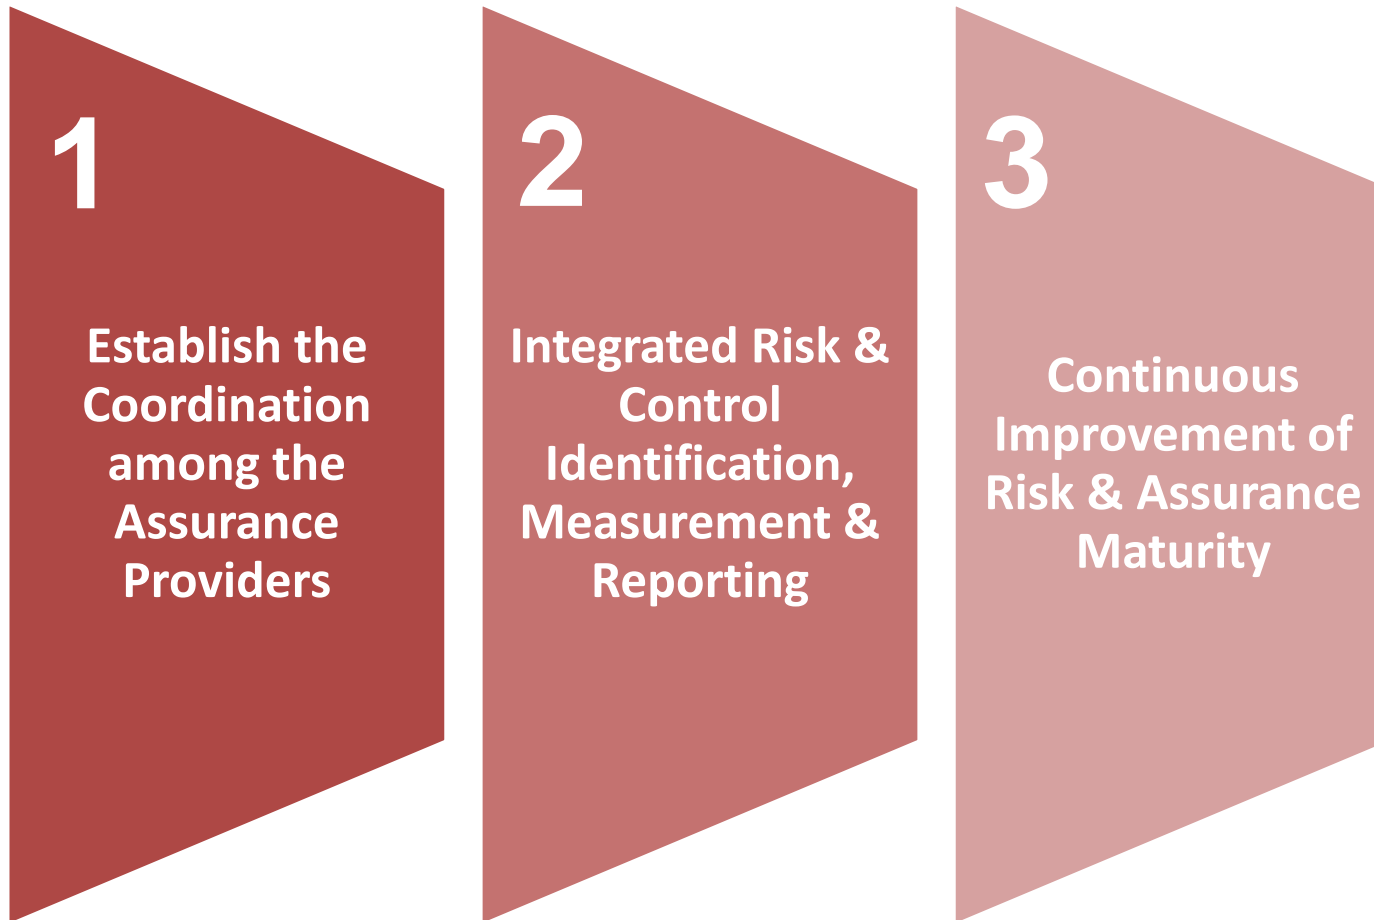 1
Establish the
Coordination
among the
Assurance
Providers
2
Integrated Risk &
Control
Identification,
Measurement &
Reporting
3
Continuous
Improvement of
Risk & Assurance
Maturity